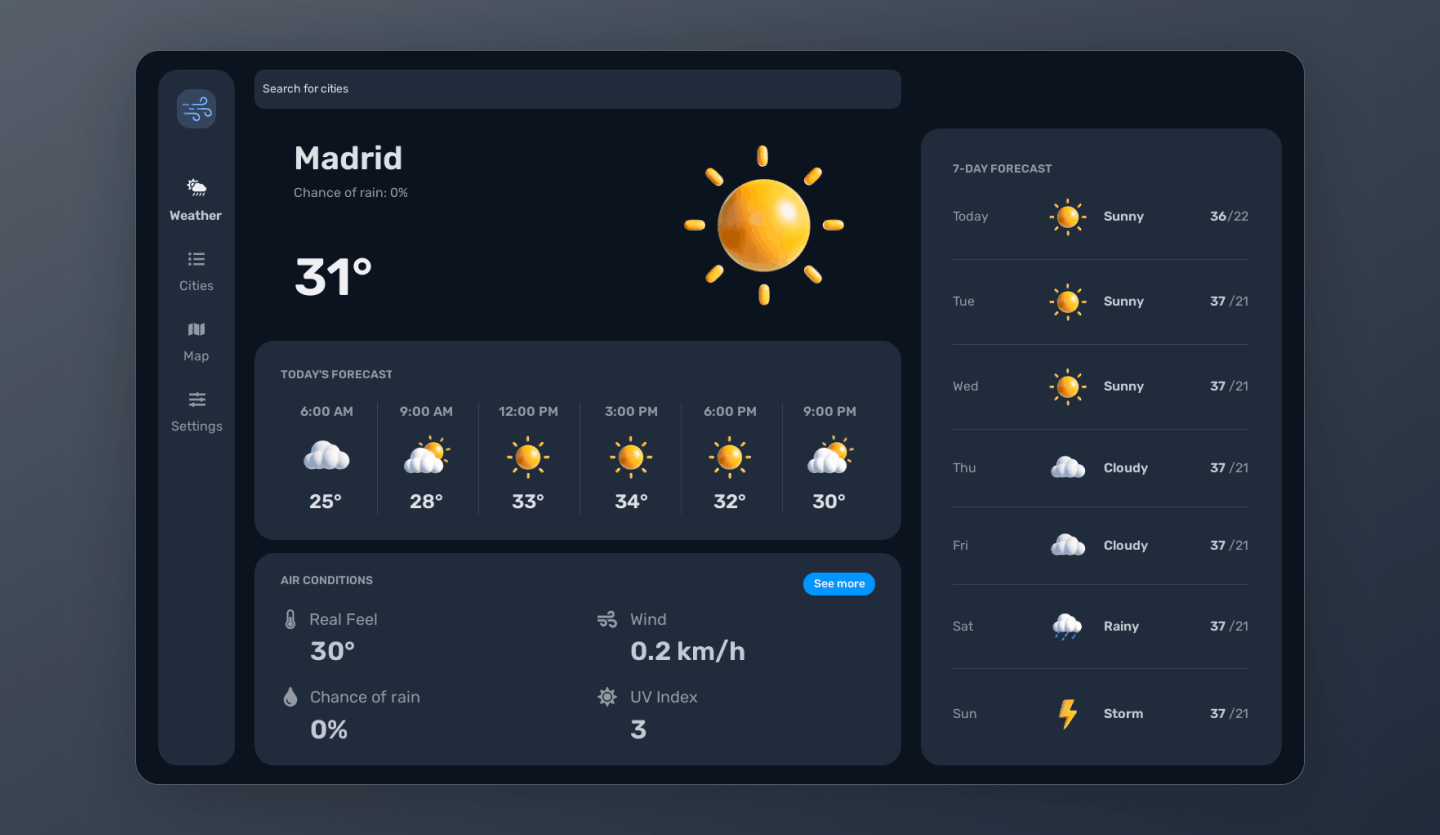 Search for cities
Weather
Cities
Map
Settings
Madrid
Chance of rain: 0%
31°
TODAY'S FORECAST
6:00 AM 9:00 AM 12:00 PM 3:00 PM 6:00 PM 9:00 PM
25° 28° 33° 34° 32° 30°
AIR CONDITIONS
See more
Real Feel
30°
Wind
0.2 km/h
Chance of rain
0%
UV Index
3
7-DAY FORECAST
Today Sunny 36/22
Tue Sunny 37 /21
Wed Sunny 37 /21
Thu Cloudy 37 /21
Fri Cloudy 37 /21
Sat Rainy 37 /21
Sun Storm 37 /21